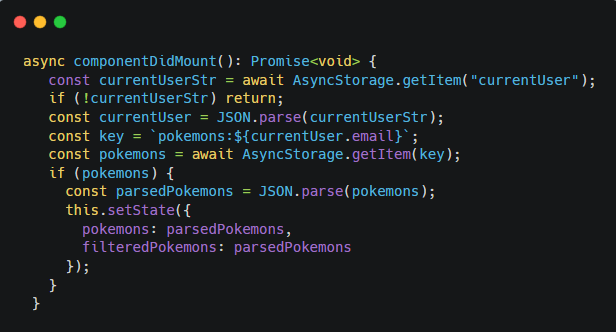 async componentDidMount(): Promise<void> {
   const currentUserStr = await AsyncStorage.getItem("currentUser");
   if (!currentUserStr) return;
   const currentUser = JSON.parse(currentUserStr);
   const key = `pokemons:${currentUser.email}`;
   const pokemons = await AsyncStorage.getItem(key);
   if (pokemons) {
     const parsedPokemons = JSON.parse(pokemons);
     this.setState({
       pokemons: parsedPokemons,
       filteredPokemons: parsedPokemons
     });
   }
 }